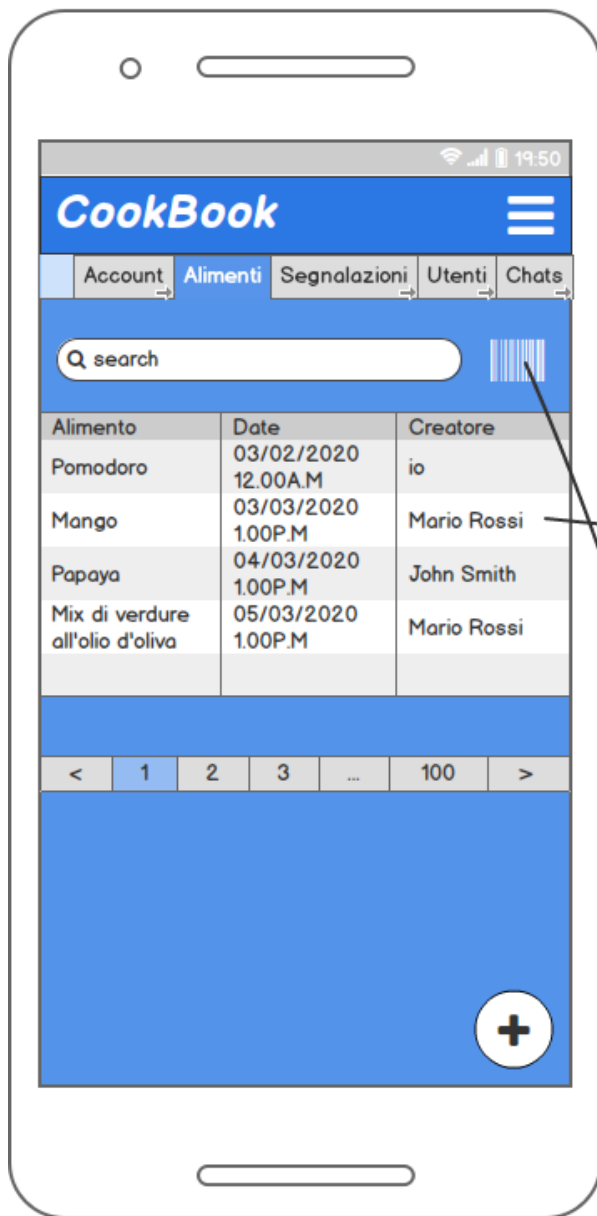 19:50
CookBook
Account Alimenti Segnalazioni Utenti Chats
search
Alimento Date Creatore
Pomodoro 03/02/2020 12.00A.M io
Mango 03/03/2020 1.00P.M Mario Rossi
Papaya 04/03/2020 1.00P.M John Smith
Mix di verdure all'olio d'oliva 05/03/2020 1.00P.M Mario Rossi
< 1 2 3 ... 100 >
+